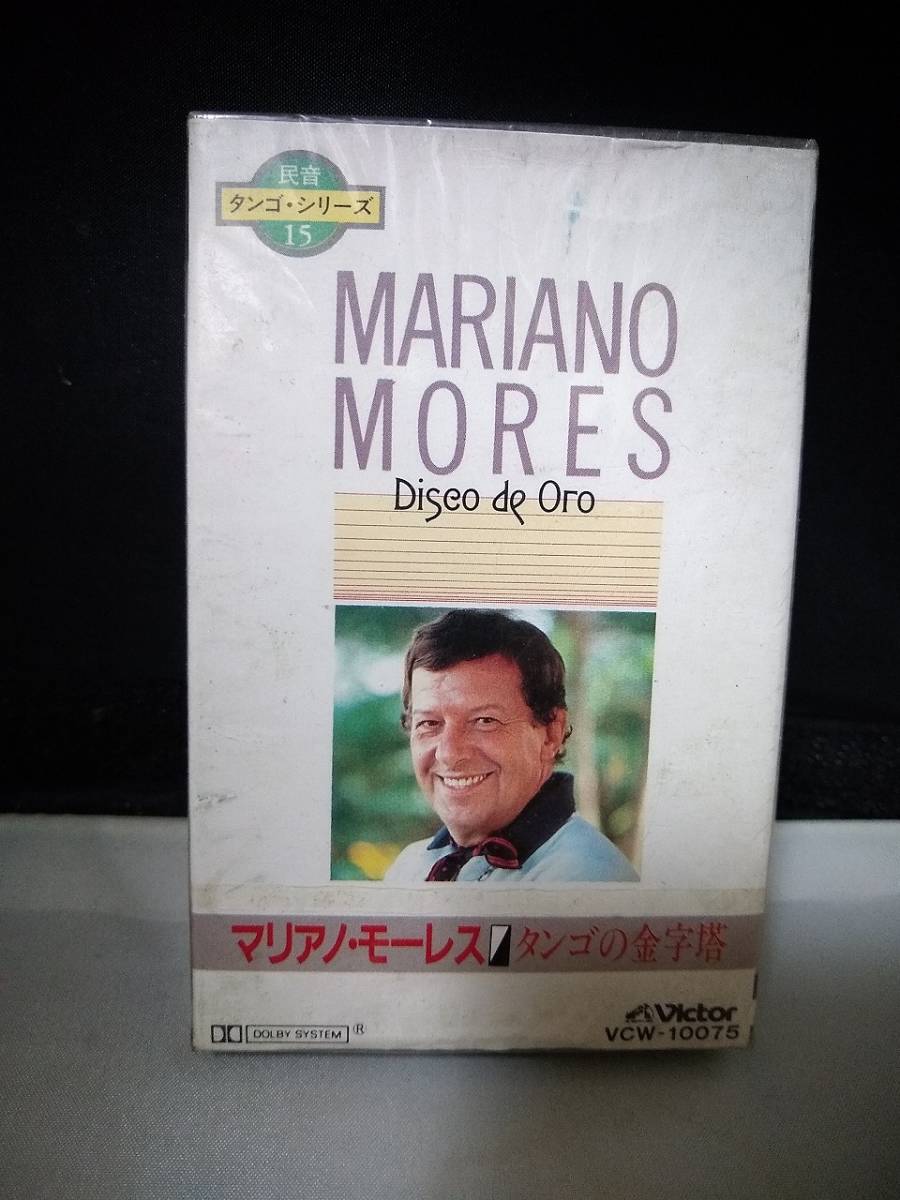 民音
タンゴ・シリーズ
15
MARIANO
MORES
Disco de Oro
マリアノ・モーレス タンゴの金字塔
DOLBY SYSTEM ®
Victor
VCW-10075